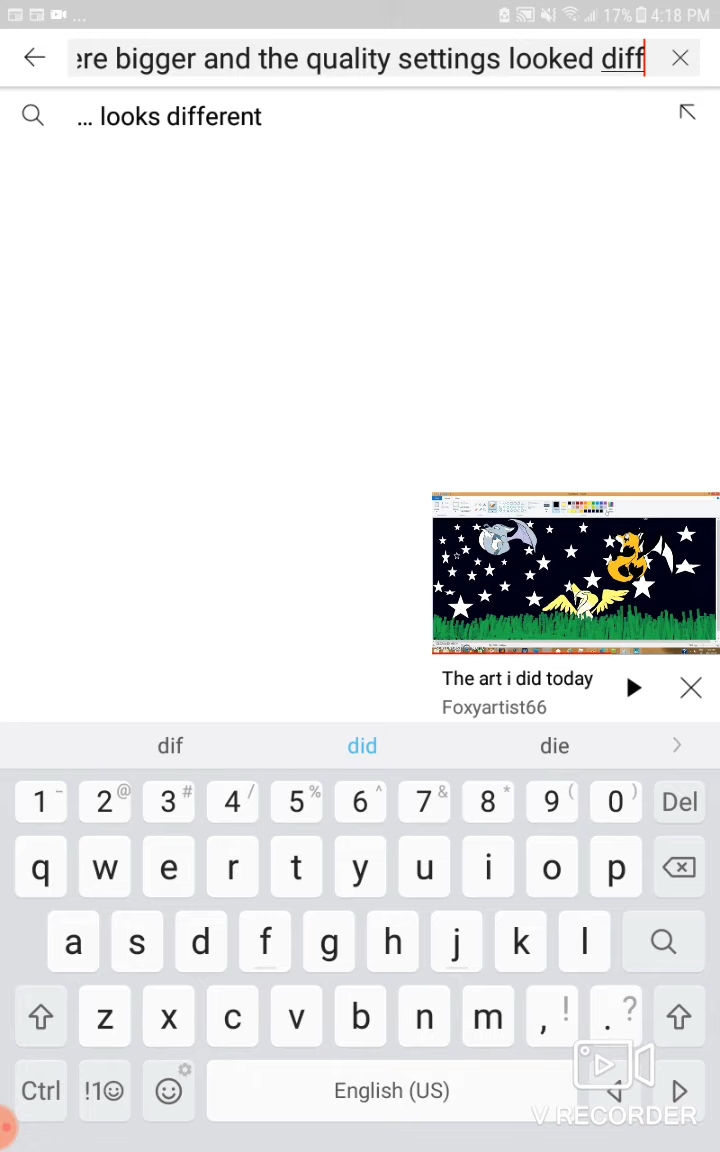 ... 17% 4:18 PM
ere bigger and the quality settings looked diff
... looks different
The art i did today
Foxyartist66
dif did die
1 - 2 @ 3 # 4 / 5 % 6 ^ 7 & 8 * 9 ( 0 ) Del
q w e r t y u i o p
a s d f g h j k l
z x c v b n m , ! . ?
Ctrl !1☺ English (US)
V RECORDER